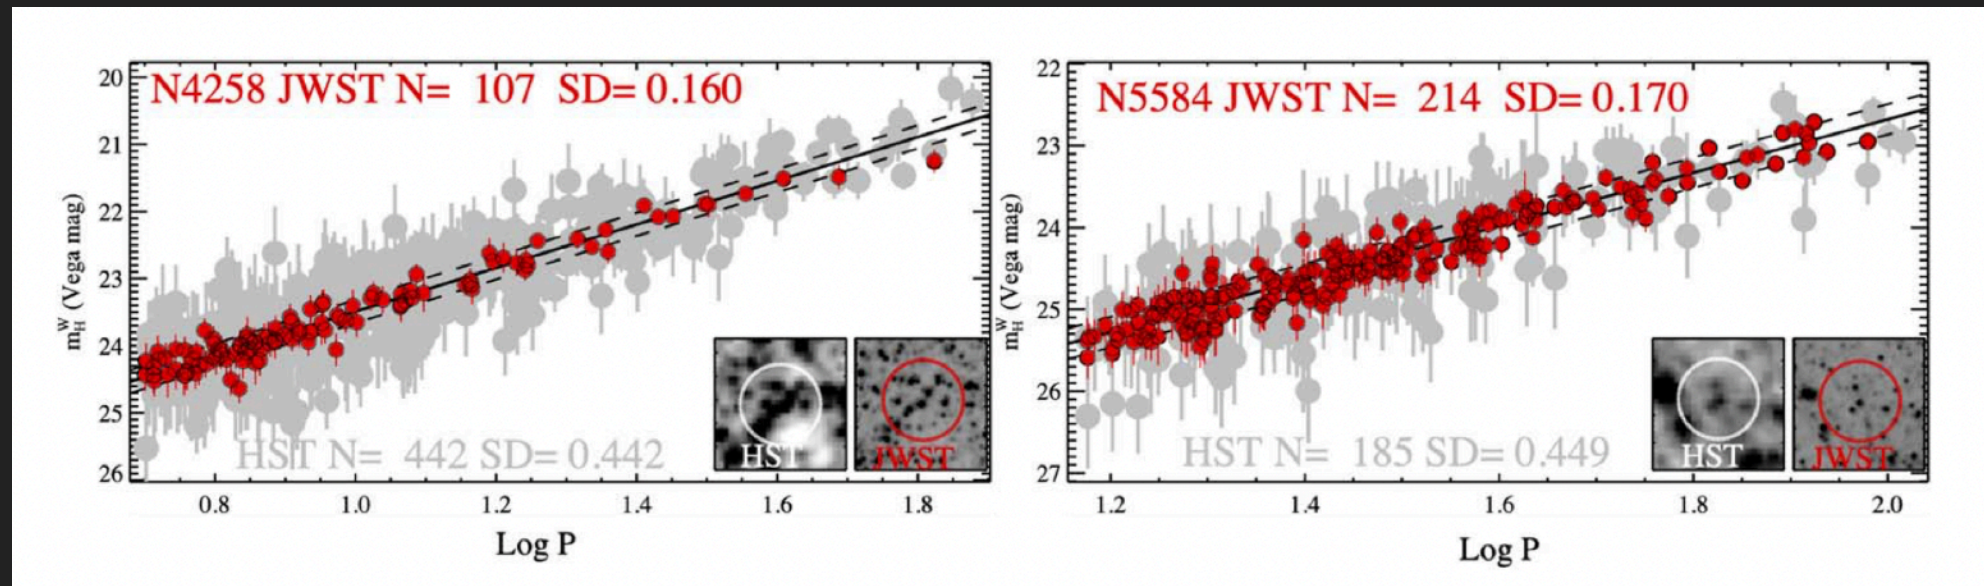 N4258 JWST N= 107 SD= 0.160
20
21
22
23
24
25
26
m_H^W (Vega mag)
HST N= 442 SD= 0.442
HST
JWST
0.8 1.0 1.2 1.4 1.6 1.8
Log P
N5584 JWST N= 214 SD= 0.170
22
23
24
25
26
27
m_H^W (Vega mag)
HST N= 185 SD= 0.449
HST
JWST
1.2 1.4 1.6 1.8 2.0
Log P